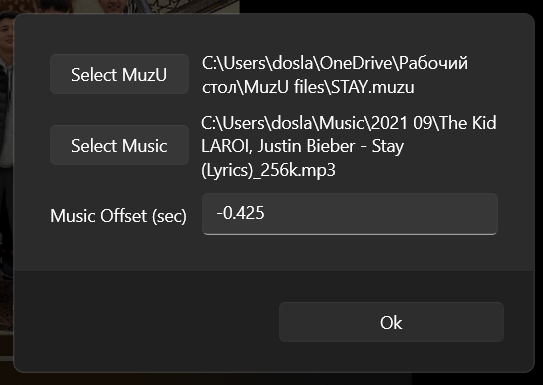 Select MuzU
C:\Users\dosla\OneDrive\Рабочий
стол\MuzU files\STAY.muzu
Select Music
C:\Users\dosla\Music\2021 09\The Kid
LAROI, Justin Bieber - Stay
(Lyrics)_256k.mp3
Music Offset (sec)
-0.425
Ok